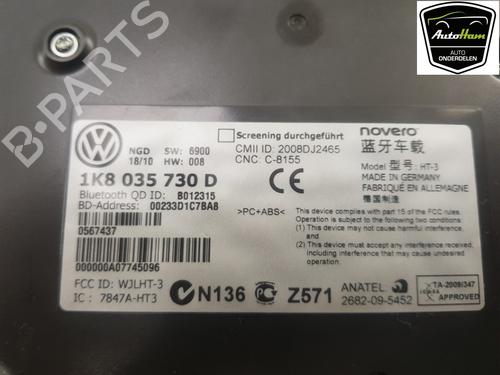 AutoHam
AUTO
ONDERDELEN
B-PARTS
NGD SW: 6900
18/10 HW: 008
1K8 035 730 D
Bluetooth QD ID: B012315
BD-Address: 00233D1C7BA8
0567437
000000A07745096
FCC ID: WJLHT-3
IC : 7847A-HT3
Screening durchgeführt
CMII ID: 2008DJ2465
CNC: C-8155
CE
>PC+ABS<
novero
蓝牙车载
Model/型号: HT-3
MADE IN GERMANY
FABRIQUÉ EN ALLEMAGNE
德国制造
This device complies with part 15 of the FCC rules.
Operation is subject to the following two conditions:
(1) This device may not cause harmful
interference, and (2) this device must accept
any interference received, including interference
that may cause undesired operation.
N136
Z571
ANATEL
2682-09-5452
TA-2009/347
ICASA
APPROVED